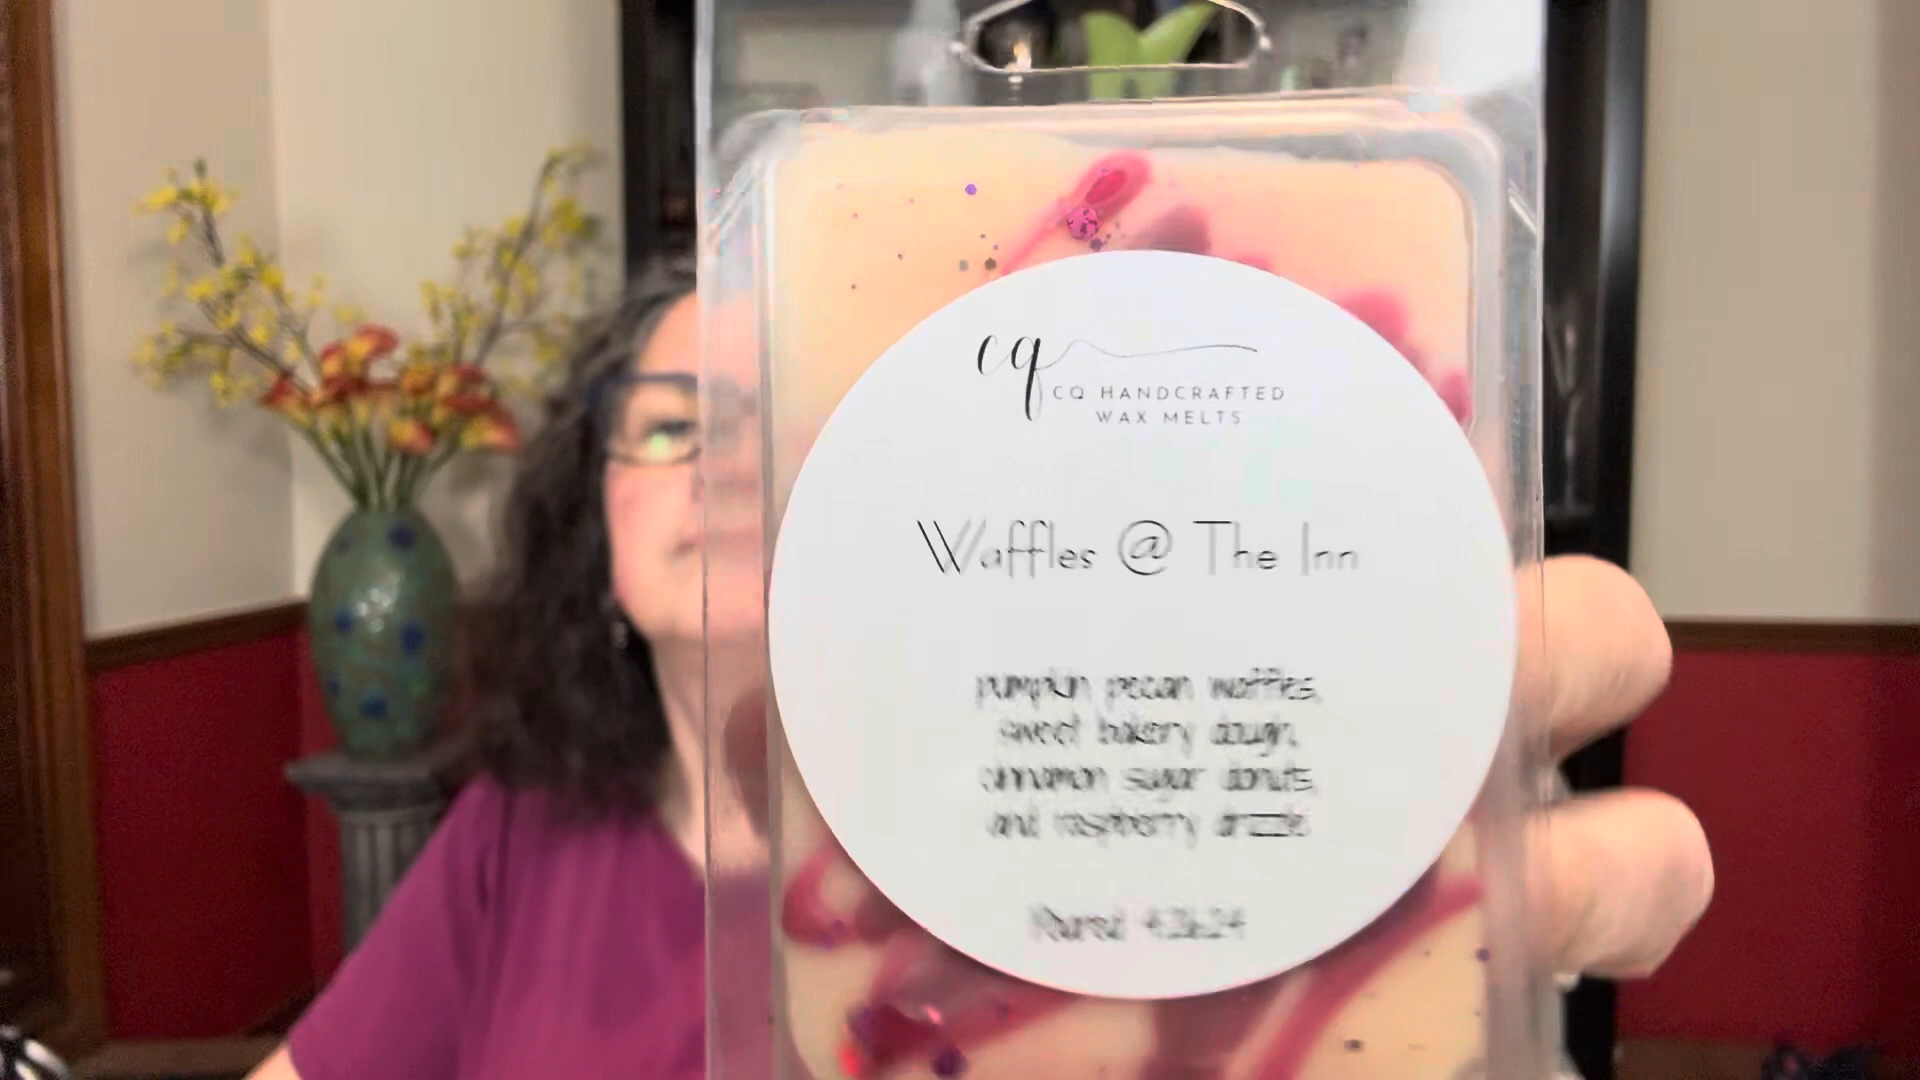 cq
CQ HANDCRAFTED
WAX MELTS
Waffles @ The Inn
pumpkin pecan waffles,
sweet bakery dough,
cinnamon sugar donuts,
and raspberry drizzle
Poured